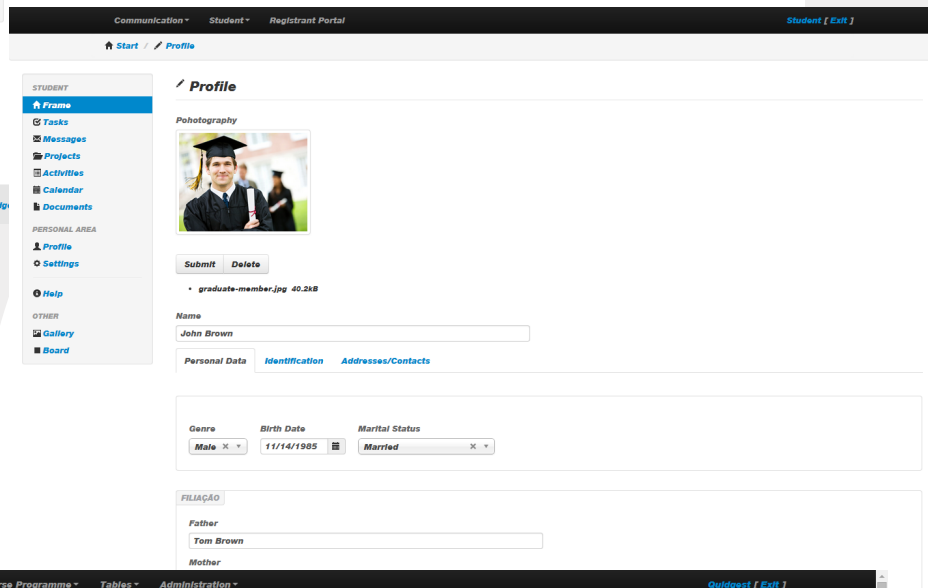 Communication Student Registrant Portal Student [ Exit ]
Start / Profile
STUDENT
Frame
Tasks
Messages
Projects
Activities
Calendar
Documents
PERSONAL AREA
Profile
Settings
Help
OTHER
Gallery
Board
Profile
Pohotography
Submit Delete
• graduate-member.jpg 40.2kB
Name
John Brown
Personal Data Identification Addresses/Contacts
Genre Birth Date Marital Status
Male × 11/14/1985 Married ×
FILIAÇÃO
Father
Tom Brown
Mother
rse Programme Tables Administration Quidgest [ Exit ]